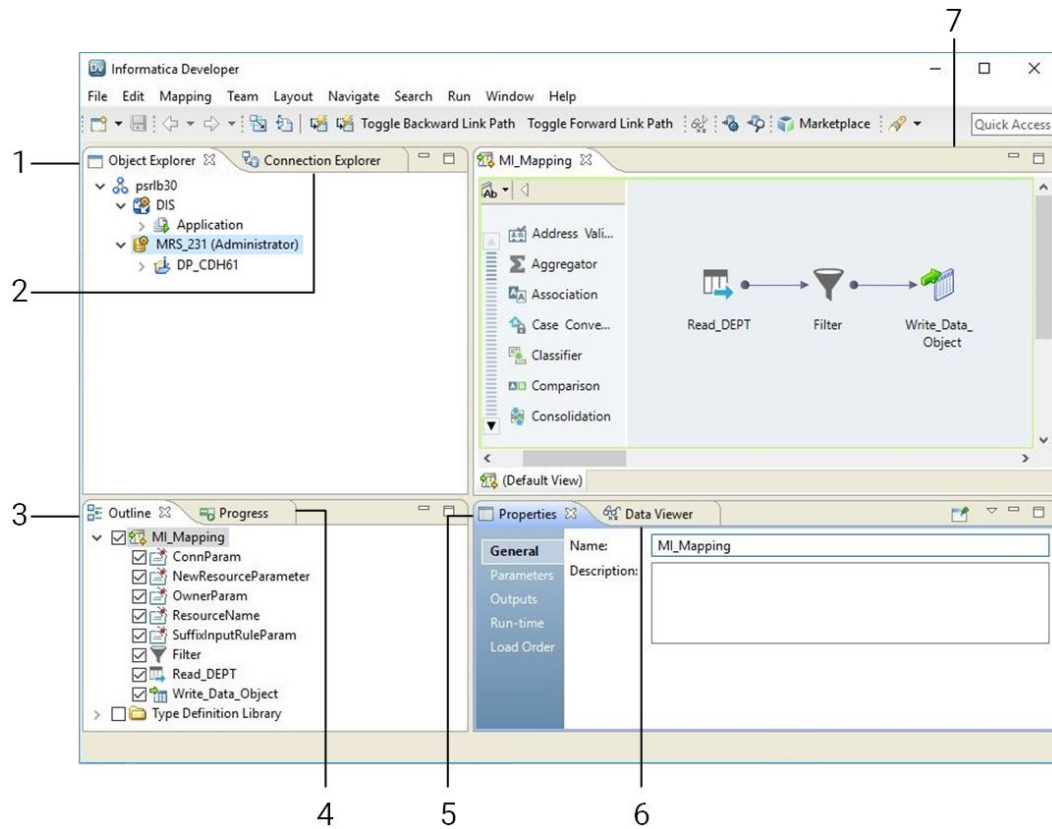 7
Informatica Developer
File Edit Mapping Team Layout Navigate Search Run Window Help
Toggle Backward Link Path Toggle Forward Link Path Marketplace Quick Access
1
Object Explorer Connection Explorer
psrlb30
DIS
Application
MRS_231 (Administrator)
DP_CDH61
2
MI_Mapping
Ab
Address Vali...
Aggregator
Association
Case Conve...
Classifier
Comparison
Consolidation
Read_DEPT Filter Write_Data_
Object
(Default View)
3
Outline Progress
MI_Mapping
ConnParam
NewResourceParameter
OwnerParam
ResourceName
SuffixInputRuleParam
Filter
Read_DEPT
Write_Data_Object
Type Definition Library
Properties Data Viewer
General
Parameters
Outputs
Run-time
Load Order
Name: MI_Mapping
Description:
4 5 6